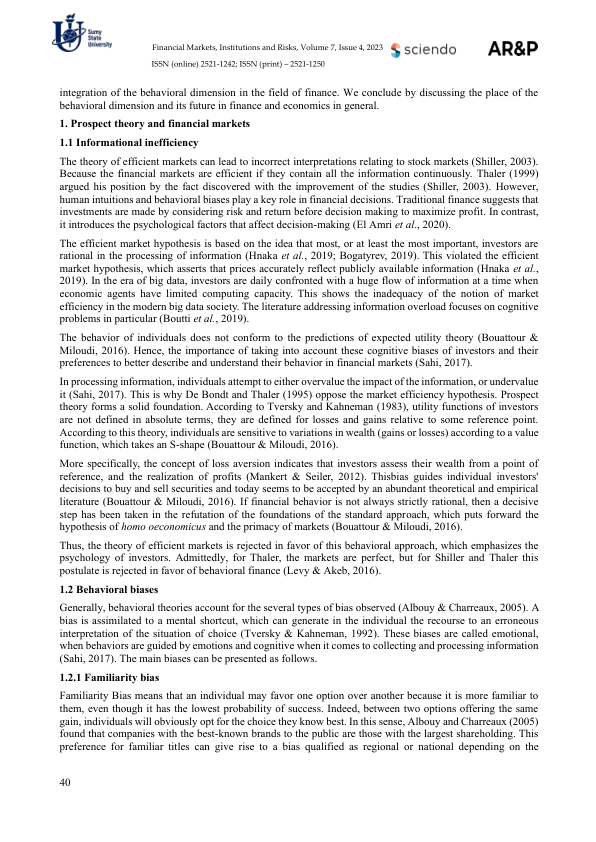 Sumy
State
University
Financial Markets, Institutions and Risks, Volume 7, Issue 4, 2023
sciendo
AR&P
ISSN (online) 2521-1242; ISSN (print) – 2521-1250
integration of the behavioral dimension in the field of finance. We conclude by discussing the place of the
behavioral dimension and its future in finance and economics in general.
1. Prospect theory and financial markets
1.1 Informational inefficiency
The theory of efficient markets can lead to incorrect interpretations relating to stock markets (Shiller, 2003).
Because the financial markets are efficient if they contain all the information continuously. Thaler (1999)
argued his position by the fact discovered with the improvement of the studies (Shiller, 2003). However,
human intuitions and behavioral biases play a key role in financial decisions. Traditional finance suggests that
investments are made by considering risk and return before decision making to maximize profit. In contrast,
it introduces the psychological factors that affect decision-making (El Amri et al., 2020).
The efficient market hypothesis is based on the idea that most, or at least the most important, investors are
rational in the processing of information (Hnaka et al., 2019; Bogatyrev, 2019). This violated the efficient
market hypothesis, which asserts that prices accurately reflect publicly available information (Hnaka et al.,
2019). In the era of big data, investors are daily confronted with a huge flow of information at a time when
economic agents have limited computing capacity. This shows the inadequacy of the notion of market
efficiency in the modern big data society. The literature addressing information overload focuses on cognitive
problems in particular (Boutti et al., 2019).
The behavior of individuals does not conform to the predictions of expected utility theory (Bouattour &
Miloudi, 2016). Hence, the importance of taking into account these cognitive biases of investors and their
preferences to better describe and understand their behavior in financial markets (Sahi, 2017).
In processing information, individuals attempt to either overvalue the impact of the information, or undervalue
it (Sahi, 2017). This is why De Bondt and Thaler (1995) oppose the market efficiency hypothesis. Prospect
theory forms a solid foundation. According to Tversky and Kahneman (1983), utility functions of investors
are not defined in absolute terms, they are defined for losses and gains relative to some reference point.
According to this theory, individuals are sensitive to variations in wealth (gains or losses) according to a value
function, which takes an S-shape (Bouattour & Miloudi, 2016).
More specifically, the concept of loss aversion indicates that investors assess their wealth from a point of
reference, and the realization of profits (Mankert & Seiler, 2012). Thisbias guides individual investors'
decisions to buy and sell securities and today seems to be accepted by an abundant theoretical and empirical
literature (Bouattour & Miloudi, 2016). If financial behavior is not always strictly rational, then a decisive
step has been taken in the refutation of the foundations of the standard approach, which puts forward the
hypothesis of homo oeconomicus and the primacy of markets (Bouattour & Miloudi, 2016).
Thus, the theory of efficient markets is rejected in favor of this behavioral approach, which emphasizes the
psychology of investors. Admittedly, for Thaler, the markets are perfect, but for Shiller and Thaler this
postulate is rejected in favor of behavioral finance (Levy & Akeb, 2016).
1.2 Behavioral biases
Generally, behavioral theories account for the several types of bias observed (Albouy & Charreaux, 2005). A
bias is assimilated to a mental shortcut, which can generate in the individual the recourse to an erroneous
interpretation of the situation of choice (Tversky & Kahneman, 1992). These biases are called emotional,
when behaviors are guided by emotions and cognitive when it comes to collecting and processing information
(Sahi, 2017). The main biases can be presented as follows.
1.2.1 Familiarity bias
Familiarity Bias means that an individual may favor one option over another because it is more familiar to
them, even though it has the lowest probability of success. Indeed, between two options offering the same
gain, individuals will obviously opt for the choice they know best. In this sense, Albouy and Charreaux (2005)
found that companies with the best-known brands to the public are those with the largest shareholding. This
preference for familiar titles can give rise to a bias qualified as regional or national depending on the
40